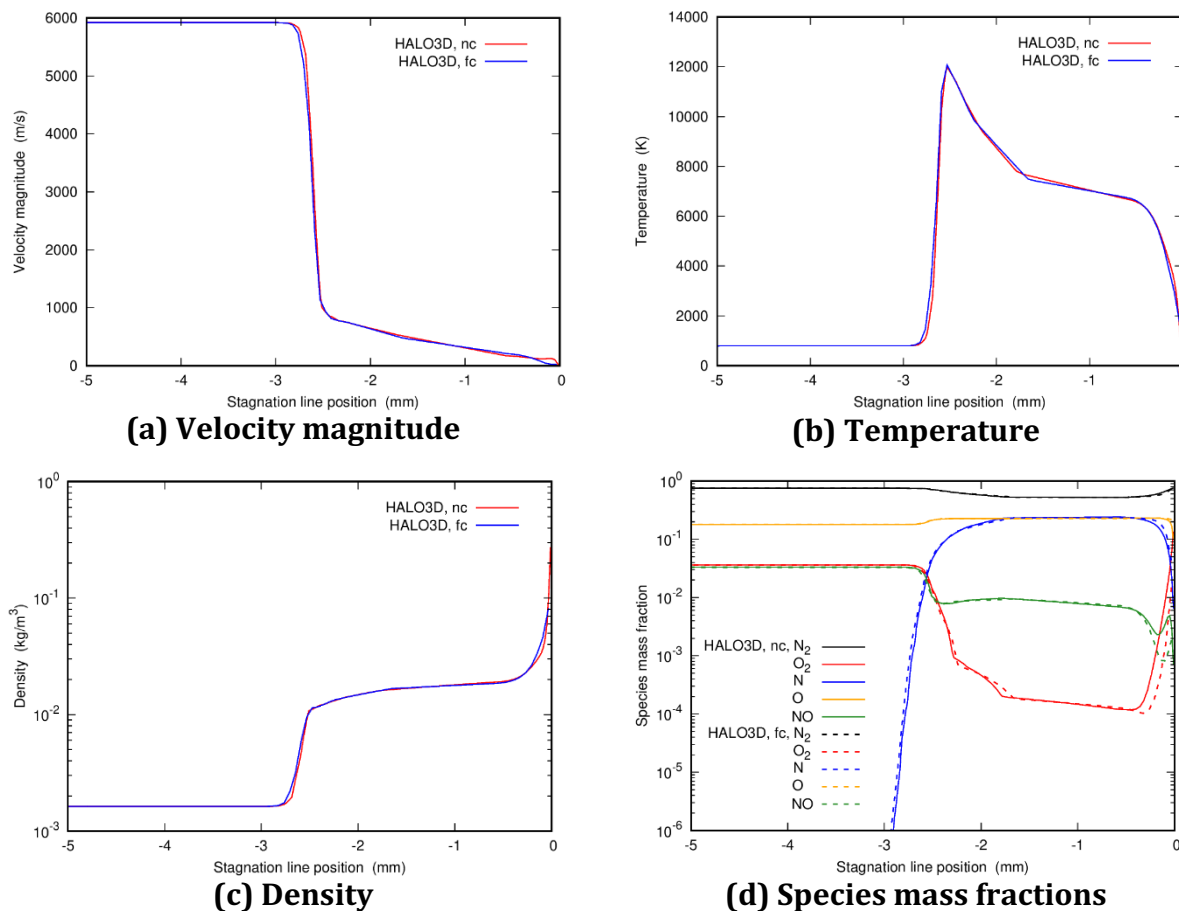 6000
5000
4000
3000
2000
1000
0
-5 -4 -3 -2 -1 0
Velocity magnitude (m/s)
Stagnation line position (mm)
HALO3D, nc
HALO3D, fc
(a) Velocity magnitude
14000
12000
10000
8000
6000
4000
2000
0
-5 -4 -3 -2 -1
Temperature (K)
Stagnation line position (mm)
HALO3D, nc
HALO3D, fc
(b) Temperature
10^0
10^-1
10^-2
10^-3
-5 -4 -3 -2 -1 0
Density (kg/m^3)
Stagnation line position (mm)
HALO3D, nc
HALO3D, fc
(c) Density
10^0
10^-1
10^-2
10^-3
10^-4
10^-5
10^-6
-5 -4 -3 -2 -1 0
Species mass fraction
Stagnation line position (mm)
HALO3D, nc, N2
O2
N
O
NO
HALO3D, fc, N2
O2
N
O
NO
(d) Species mass fractions